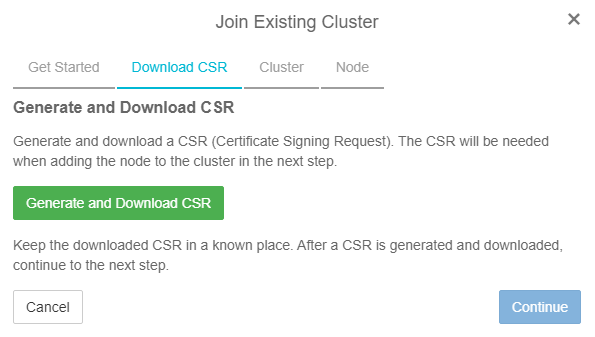 Join Existing Cluster ×
Get Started Download CSR Cluster Node
Generate and Download CSR
Generate and download a CSR (Certificate Signing Request). The CSR will be needed
when adding the node to the cluster in the next step.
Generate and Download CSR
Keep the downloaded CSR in a known place. After a CSR is generated and downloaded,
continue to the next step.
Cancel Continue